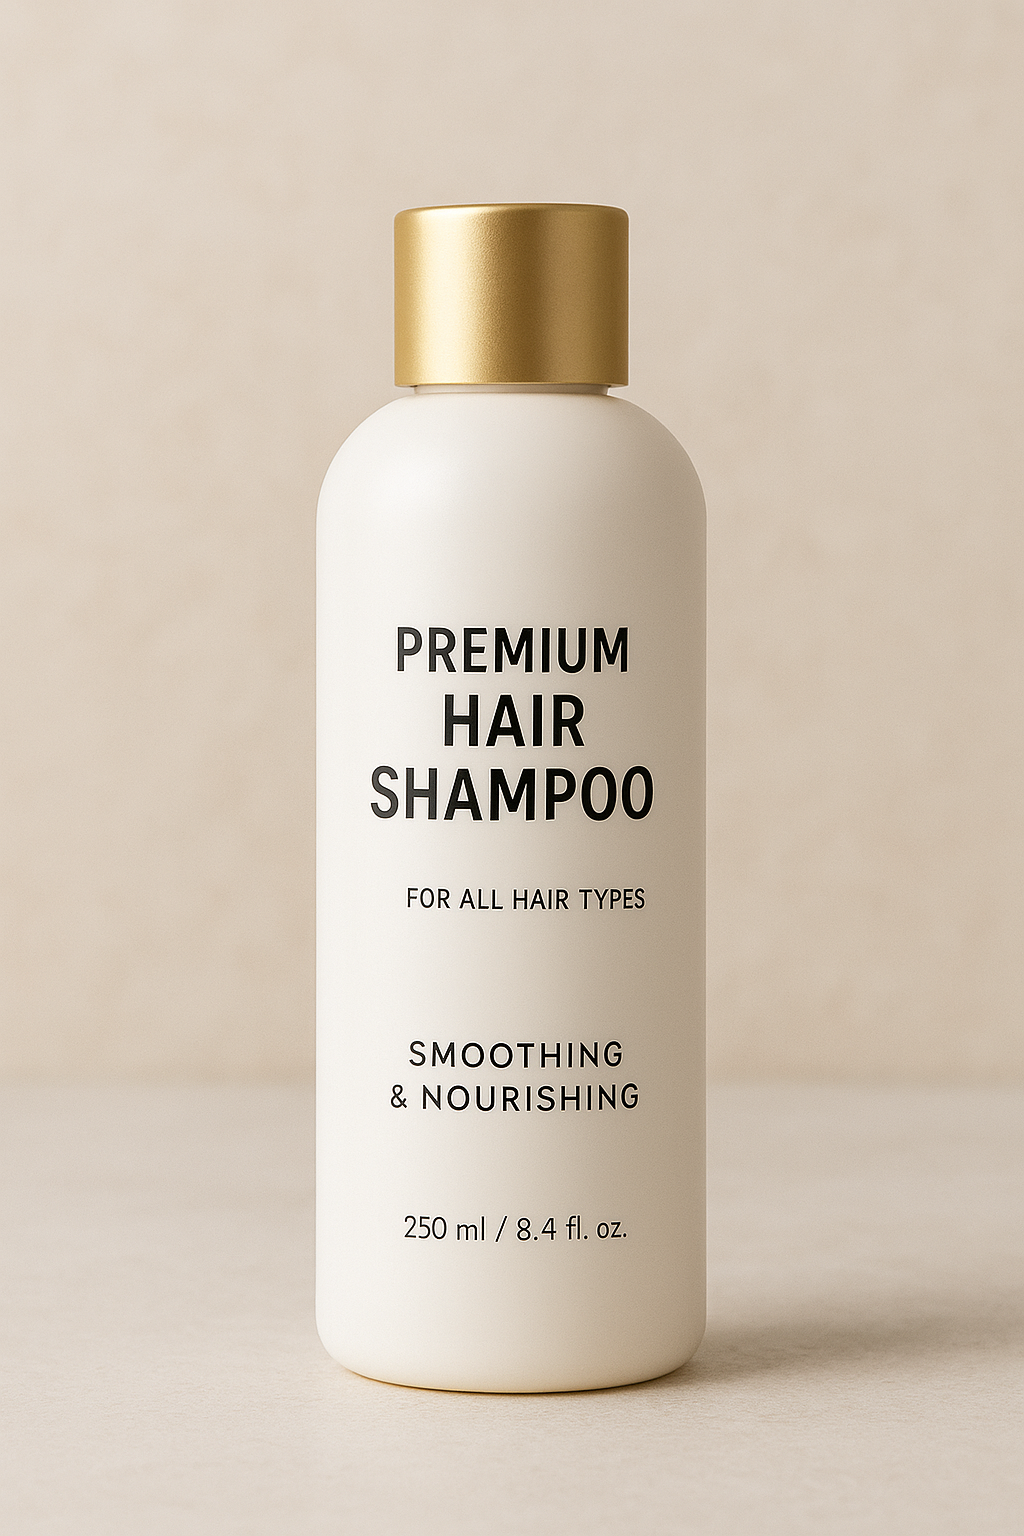 PREMIUM
HAIR
SHAMPOO
FOR ALL HAIR TYPES
SMOOTHING
& NOURISHING
250 ml / 8.4 fl. oz.